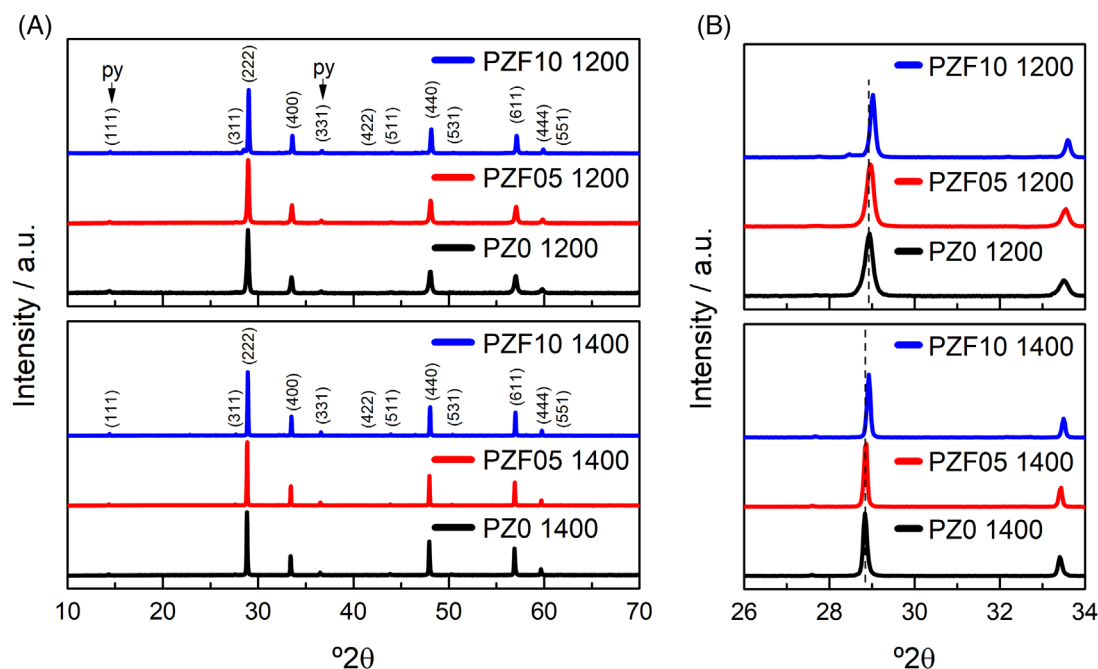 (A)
Intensity / a.u.
PZF10 1200
PZF05 1200
PZ0 1200
py
py
(111)
(311)
(222)
(400)
(331)
(422)
(511)
(440)
(531)
(611)
(444)
(551)
Intensity / a.u.
PZF10 1400
PZF05 1400
PZ0 1400
(111)
(311)
(222)
(400)
(331)
(422)
(511)
(440)
(531)
(611)
(444)
(551)
10 20 30 40 50 60 70
º2θ
(B)
Intensity / a.u.
PZF10 1200
PZF05 1200
PZ0 1200
Intensity / a.u.
PZF10 1400
PZF05 1400
PZ0 1400
26 28 30 32 34
º2θ